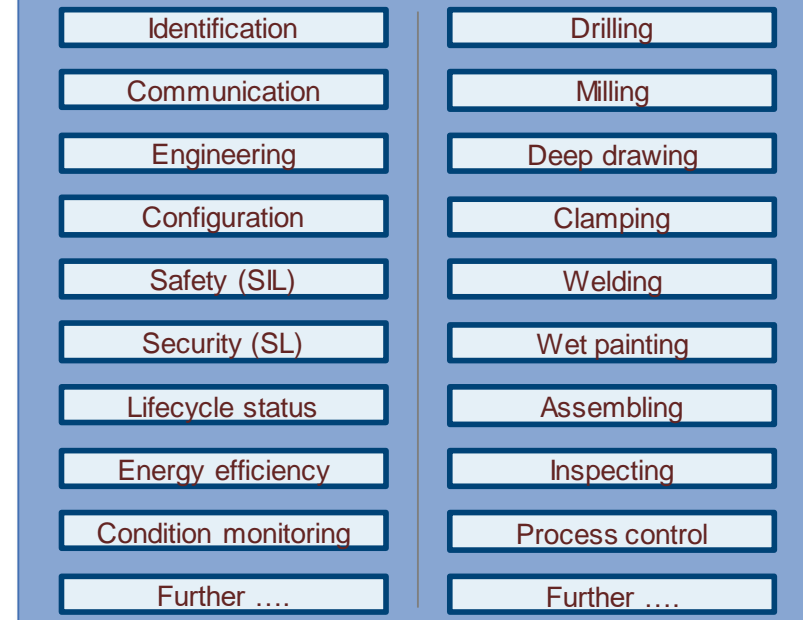 Identification
Communication
Engineering
Configuration
Safety (SIL)
Security (SL)
Lifecycle status
Energy efficiency
Condition monitoring
Further ….
Drilling
Milling
Deep drawing
Clamping
Welding
Wet painting
Assembling
Inspecting
Process control
Further ….